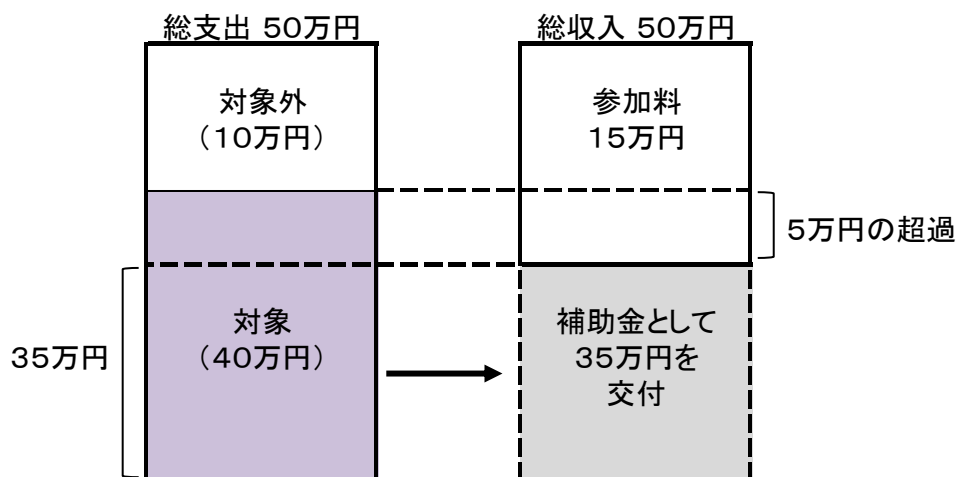 総支出 50万円
対象外
（10万円）
対象
（40万円）
35万円
総収入 50万円
参加料
15万円
5万円の超過
補助金として
35万円を
交付